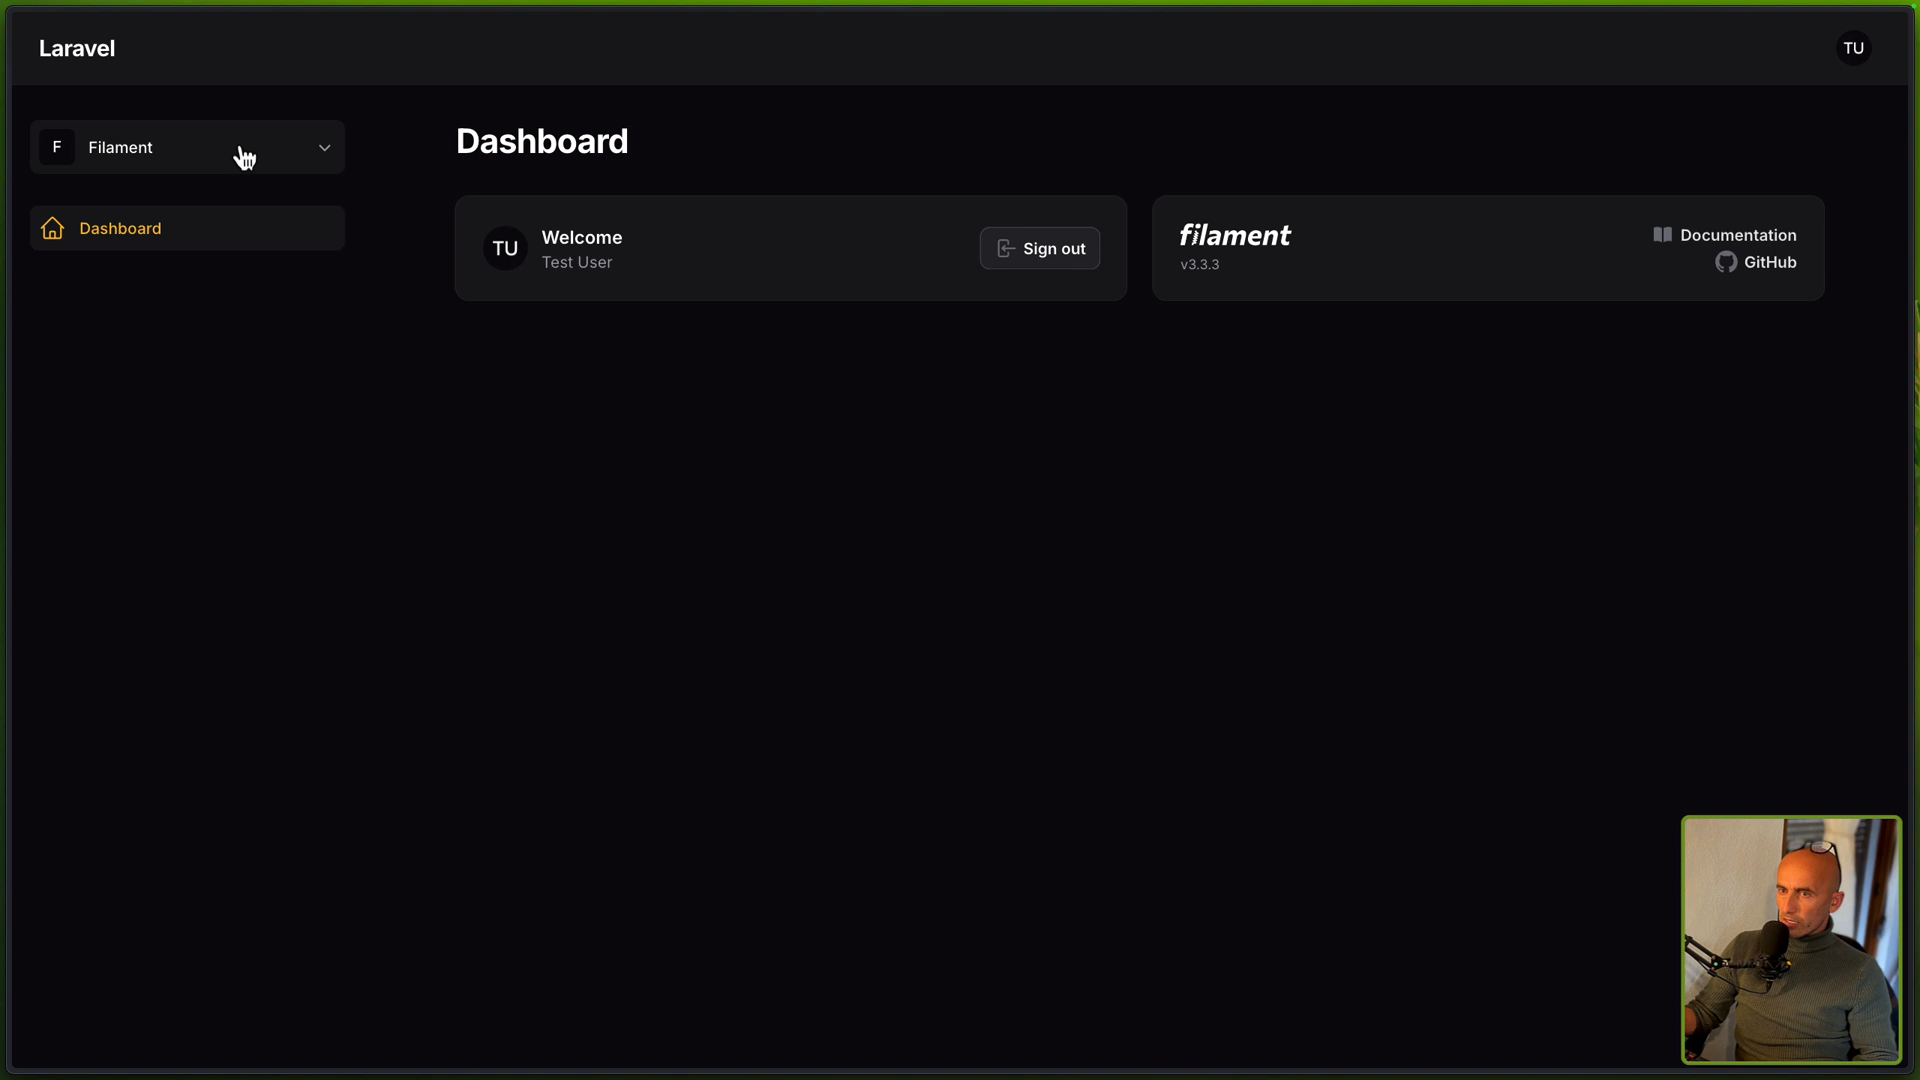 Laravel
TU
F Filament
Dashboard
Dashboard
TU
Welcome
Test User
Sign out
filament
v3.3.3
Documentation
GitHub